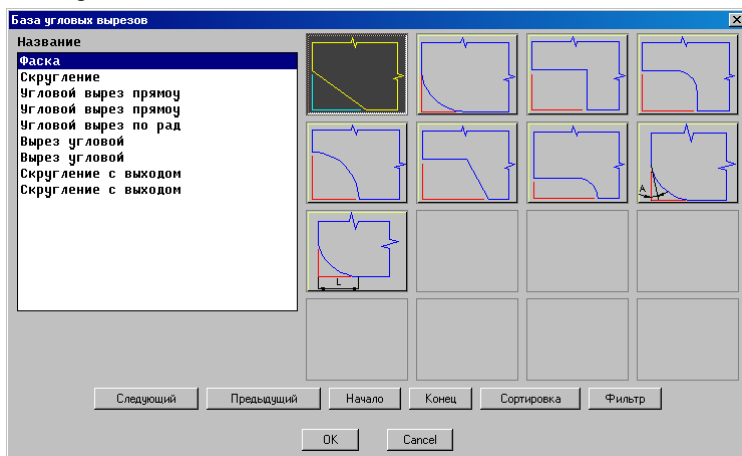 База угловых вырезов
Название
Фаска
Скругление
Угловой вырез прямоу
Угловой вырез прямоу
Угловой вырез по рад
Вырез угловой
Вырез угловой
Скругление с выходом
Скругление с выходом
A
L
Следующий Предыдущий Начало Конец Сортировка Фильтр
OK Cancel